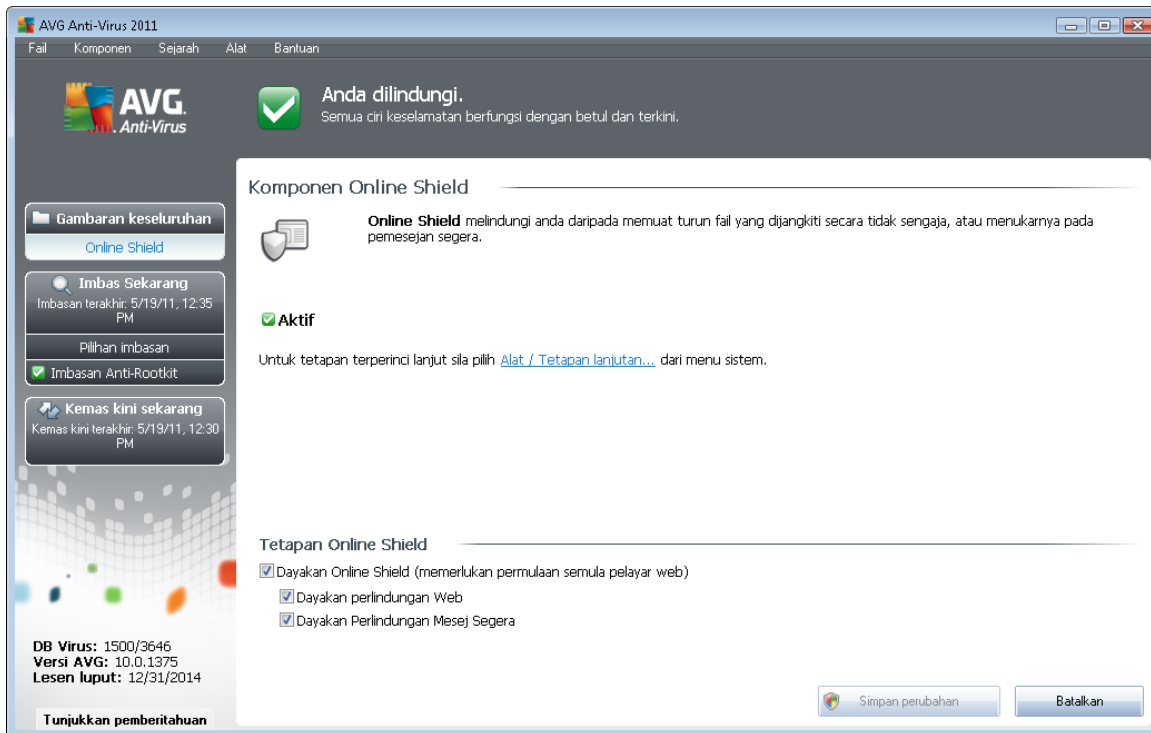 AVG Anti-Virus 2011
Fail Komponen Sejarah Alat Bantuan
AVG.
Anti-Virus
Anda dilindungi.
Semua ciri keselamatan berfungsi dengan betul dan terkini.
Gambaran keseluruhan
Online Shield
Imbas Sekarang
Imbasan terakhir: 5/19/11, 12:35
PM
Pilihan imbasan
Imbasan Anti-Rootkit
Kemas kini sekarang
Kemas kini terakhir: 5/19/11, 12:30
PM
DB Virus: 1500/3646
Versi AVG: 10.0.1375
Lesen luput: 12/31/2014
Tunjukkan pemberitahuan
Komponen Online Shield
Online Shield melindungi anda daripada memuat turun fail yang dijangkiti secara tidak sengaja, atau menukarnya pada
pemesejan segera.
Aktif
Untuk tetapan terperinci lanjut sila pilih Alat / Tetapan lanjutan... dari menu sistem.
Tetapan Online Shield
Dayakan Online Shield (memerlukan permulaan semula pelayar web)
Dayakan perlindungan Web
Dayakan Perlindungan Mesej Segera
Simpan perubahan
Batalkan